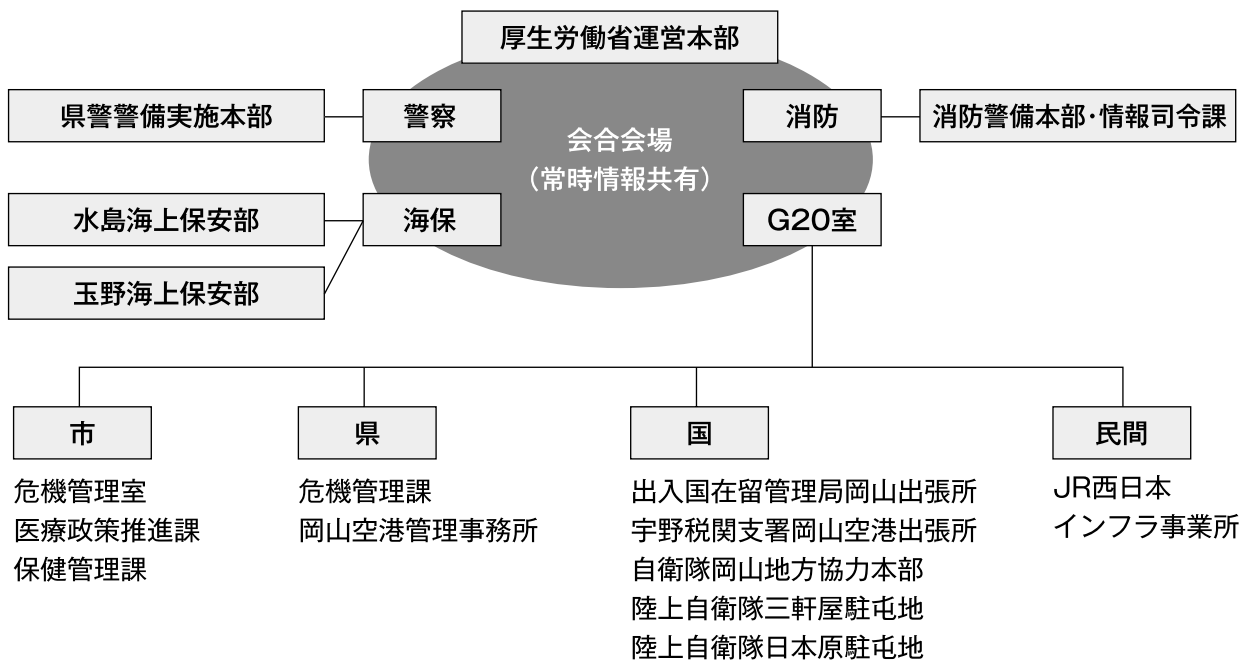 厚生労働省運営本部
県警警備実施本部
警察
消防
消防警備本部・情報司令課
会合会場
（常時情報共有）
水島海上保安部
海保
G20室
玉野海上保安部
市
危機管理室
医療政策推進課
保健管理課
県
危機管理課
岡山空港管理事務所
国
出入国在留管理局岡山出張所
宇野税関支署岡山空港出張所
自衛隊岡山地方協力本部
陸上自衛隊三軒屋駐屯地
陸上自衛隊日本原駐屯地
民間
JR西日本
インフラ事業所